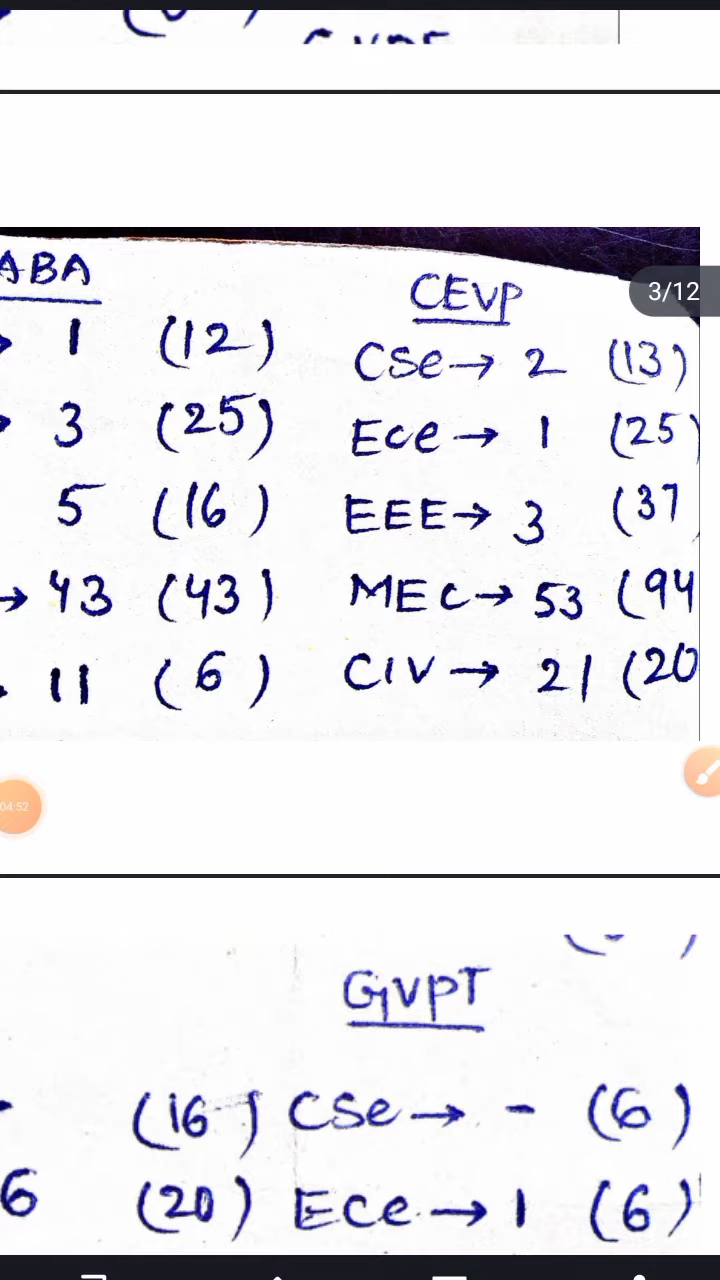 ABA
1 (12)
3 (25)
5 (16)
→ 43 (43)
11 (6)
CEVP
CSe → 2 (13)
Ece → 1 (25)
EEE → 3 (37
MEC → 53 (94
CIV → 21 (20
3/12
04:52
GVPT
(16) CSe → - (6)
6 (20) ECe → 1 (6)